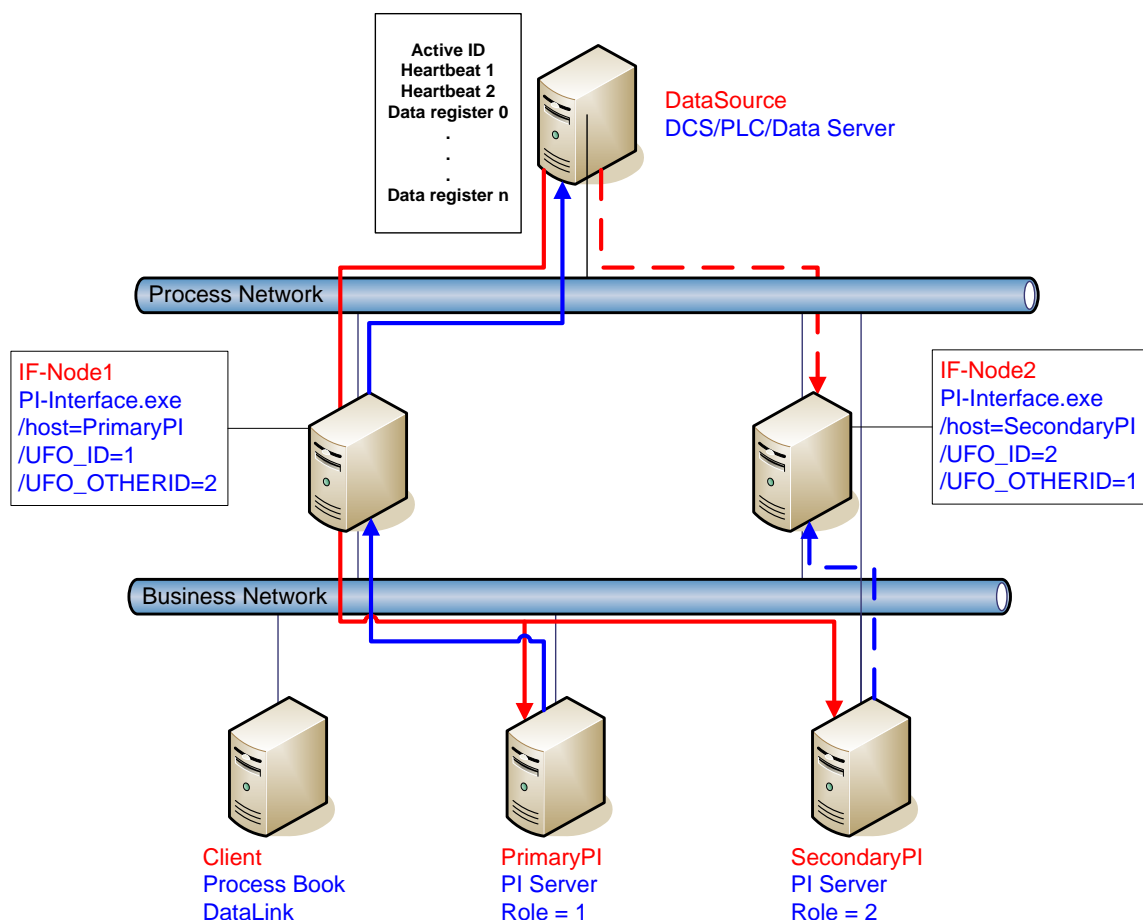 Active ID
Heartbeat 1
Heartbeat 2
Data register 0
.
.
.
Data register n
DataSource
DCS/PLC/Data Server
Process Network
IF-Node1
PI-Interface.exe
/host=PrimaryPI
/UFO_ID=1
/UFO_OTHERID=2
IF-Node2
PI-Interface.exe
/host=SecondaryPI
/UFO_ID=2
/UFO_OTHERID=1
Business Network
Client
Process Book
DataLink
PrimaryPI
PI Server
Role = 1
SecondaryPI
PI Server
Role = 2